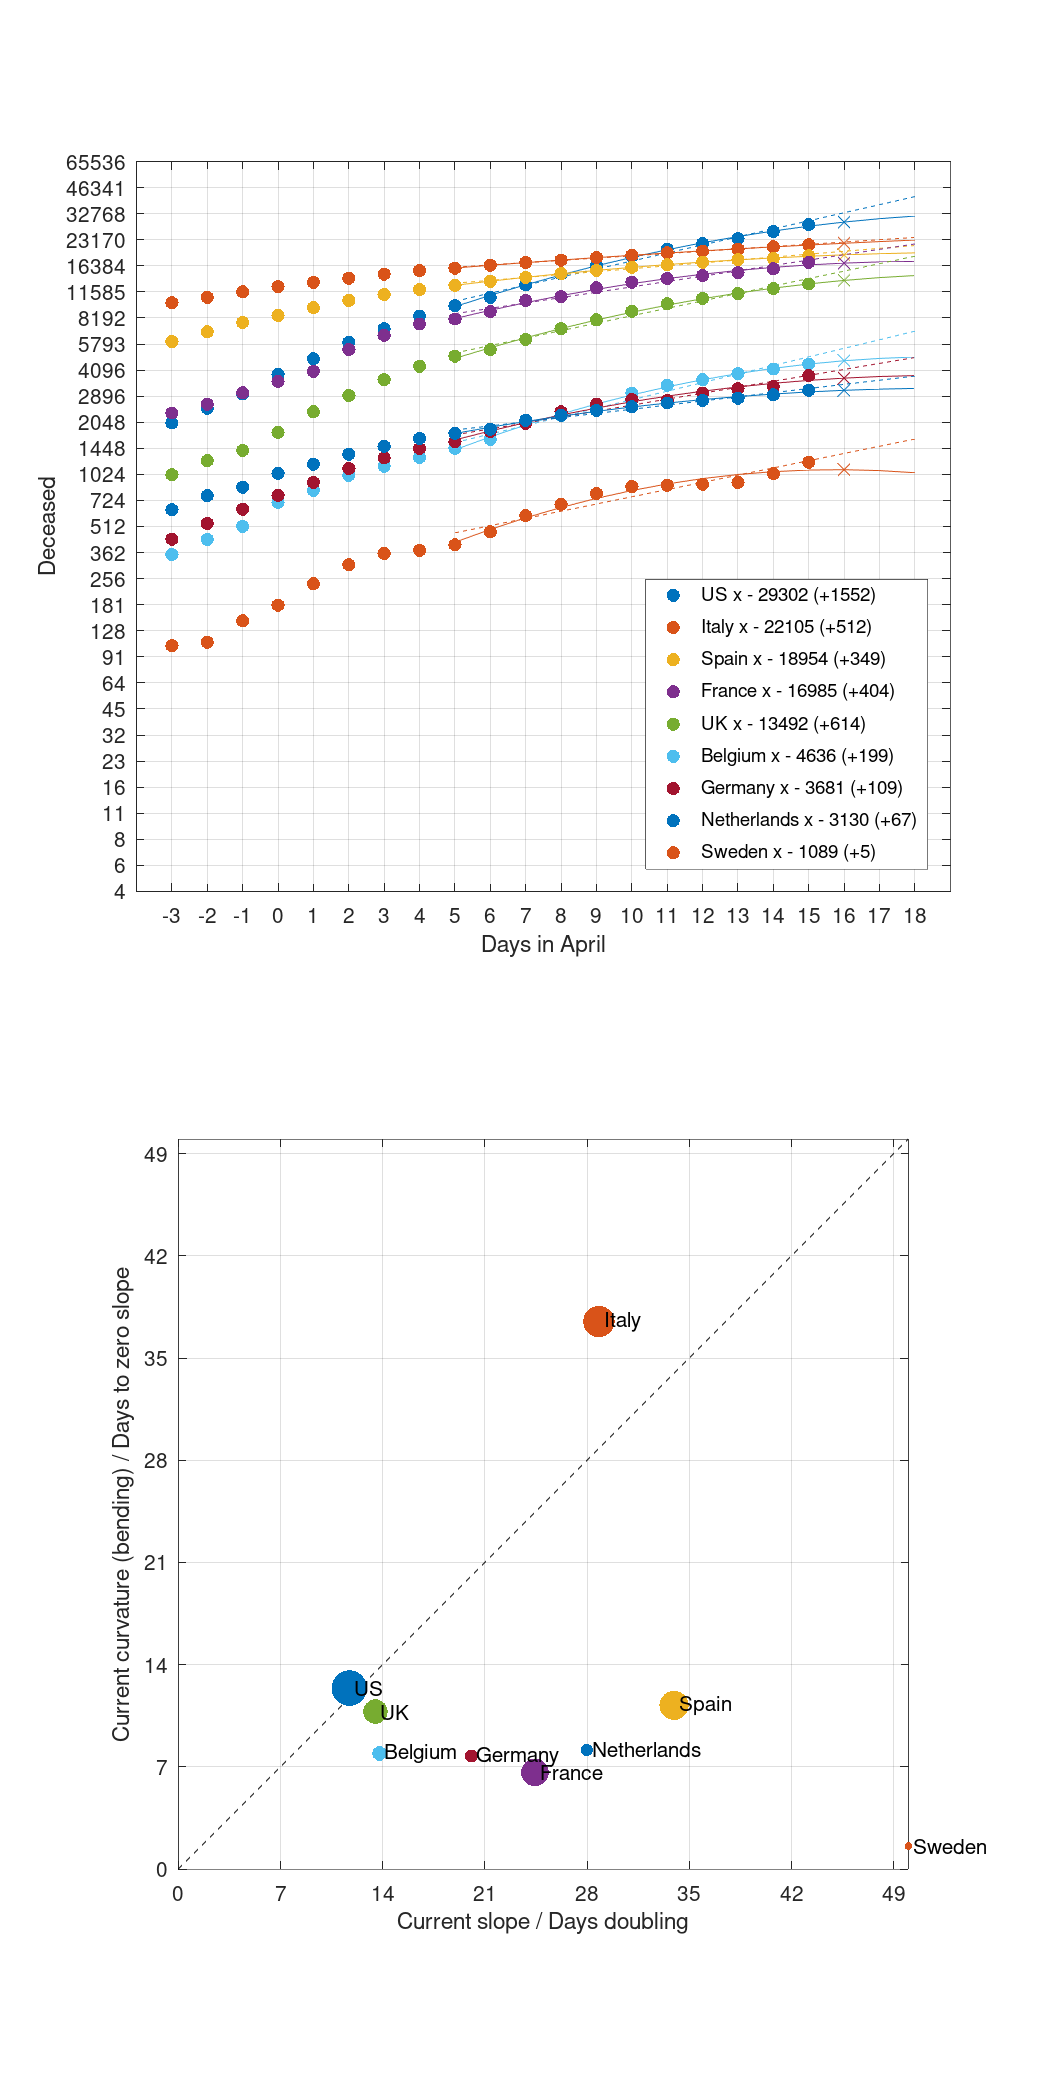 65536
46341
32768
23170
16384
11585
8192
5793
4096
2896
2048
1448
1024
724
512
362
256
181
128
91
64
45
32
23
16
11
8
6
4
Deceased
US x - 29302 (+1552)
Italy x - 22105 (+512)
Spain x - 18954 (+349)
France x - 16985 (+404)
UK x - 13492 (+614)
Belgium x - 4636 (+199)
Germany x - 3681 (+109)
Netherlands x - 3130 (+67)
Sweden x - 1089 (+5)
-3 -2 -1 0 1 2 3 4 5 6 7 8 9 10 11 12 13 14 15 16 17 18
Days in April
49
42
35
28
21
14
7
0
Current curvature (bending) / Days to zero slope
Italy
US
UK
Spain
Belgium
Germany
Netherlands
France
Sweden
0 7 14 21 28 35 42 49
Current slope / Days doubling